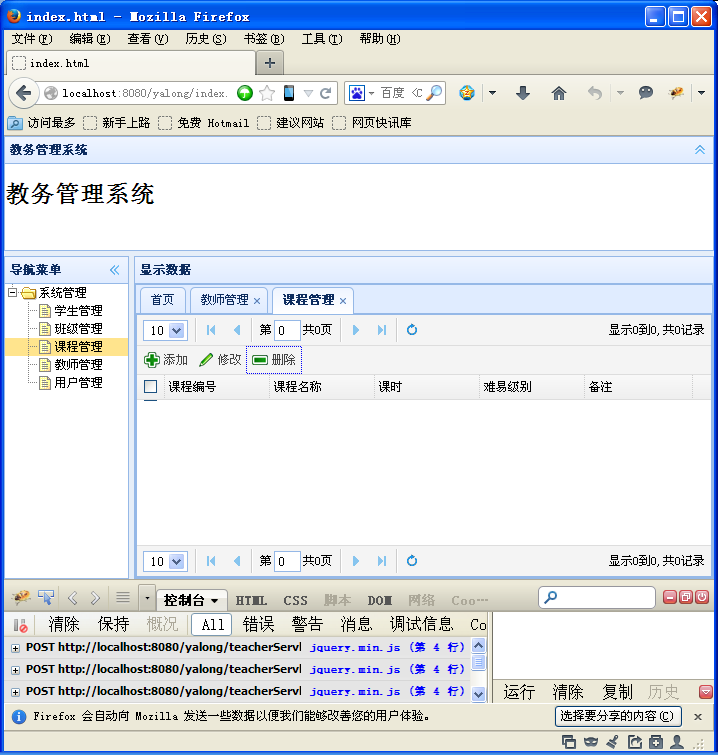 index.html - Mozilla Firefox
文件(F) 编辑(E) 查看(V) 历史(S) 书签(B) 工具(T) 帮助(H)
index.html
localhost:8080/yalong/index. 百度
访问最多 新手上路 免费 Hotmail 建议网站 网页快讯库
教务管理系统
教务管理系统
导航菜单
系统管理
学生管理
班级管理
课程管理
教师管理
用户管理
显示数据
首页 教师管理 课程管理
10 第 0 共0页 显示0到0, 共0记录
添加 修改 删除
课程编号 课程名称 课时 难易级别 备注
10 第 0 共0页 显示0到0, 共0记录
控制台 HTML CSS 脚本 DOM 网络 Coo…
清除 保持 概况 All 错误 警告 消息 调试信息 Co
POST http://localhost:8080/yalong/teacherServl jquery.min.js (第 4 行)
POST http://localhost:8080/yalong/teacherServl jquery.min.js (第 4 行)
POST http://localhost:8080/yalong/teacherServl jquery.min.js (第 4 行)
运行 清除 复制 历史
Firefox 会自动向 Mozilla 发送一些数据以便我们能够改善您的用户体验。 选择要分享的内容(C)